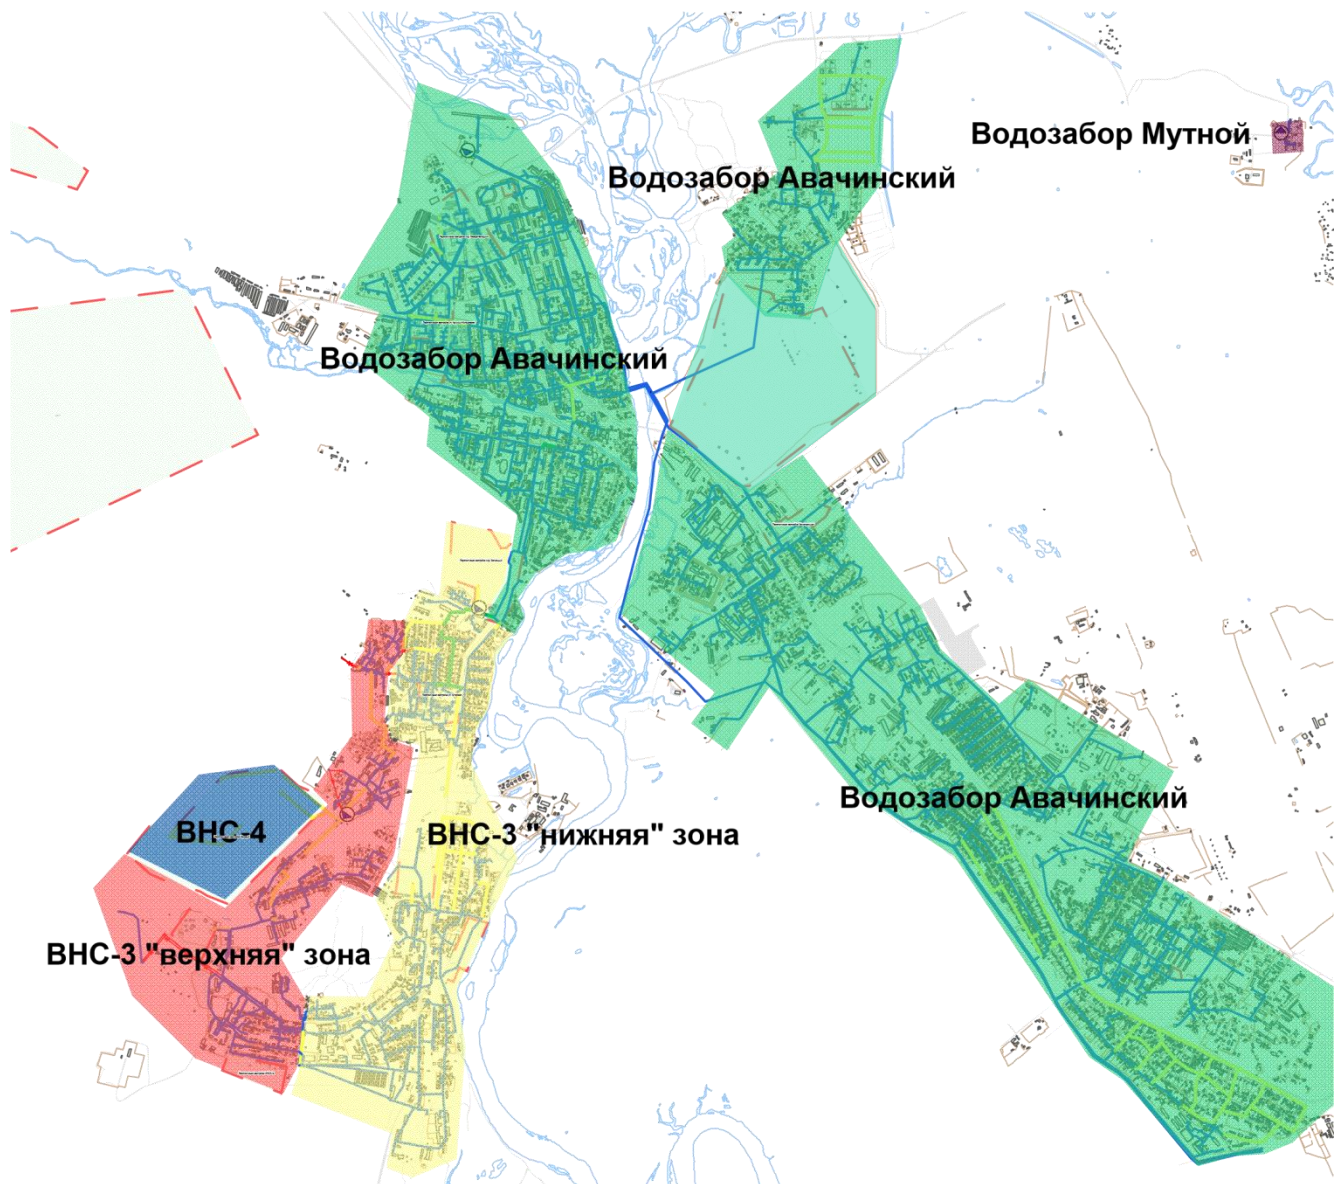 Водозабор Мутной
Водозабор Авачинский
Водозабор Авачинский
Водозабор Авачинский
ВНС-4
ВНС-3 "нижняя" зона
ВНС-3 "верхняя" зона